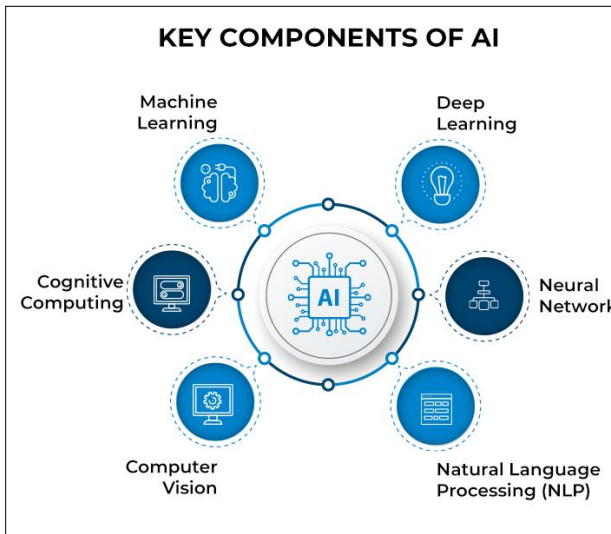 KEY COMPONENTS OF AI
Machine
Learning
Deep
Learning
Cognitive
Computing
AI
Neural
Network
Computer
Vision
Natural Language
Processing (NLP)